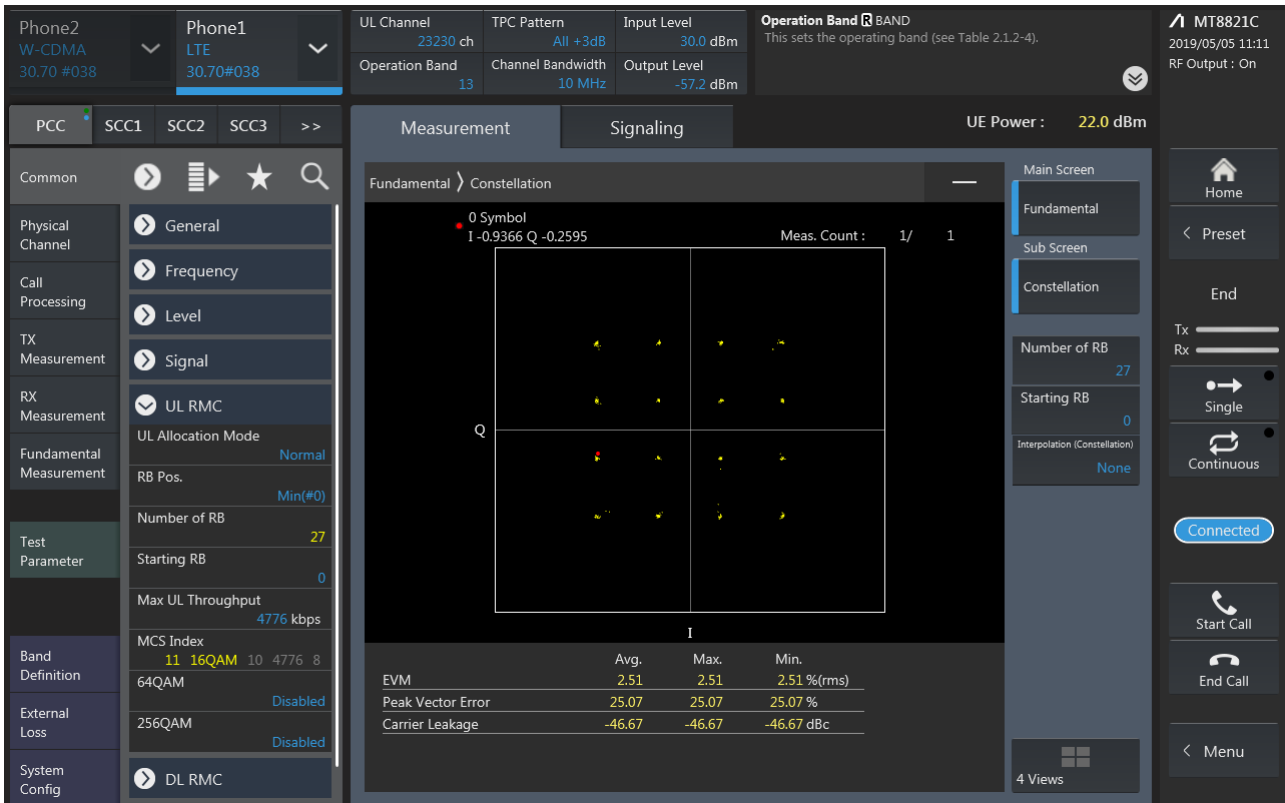 Phone2
W-CDMA
30.70 #038
Phone1
LTE
30.70#038
UL Channel
23230 ch
TPC Pattern
All +3dB
Input Level
30.0 dBm
Operation Band
13
Channel Bandwidth
10 MHz
Output Level
-57.2 dBm
Operation Band R BAND
This sets the operating band (see Table 2.1.2-4).
MT8821C
2019/05/05 11:11
RF Output : On
PCC SCC1 SCC2 SCC3 >>
Measurement
Signaling
UE Power : 22.0 dBm
Common
Physical
Channel
Call
Processing
TX
Measurement
RX
Measurement
Fundamental
Measurement
Test
Parameter
Band
Definition
External
Loss
System
Config
General
Frequency
Level
Signal
UL RMC
UL Allocation Mode
Normal
RB Pos.
Min(#0)
Number of RB
27
Starting RB
0
Max UL Throughput
4776 kbps
MCS Index
11 16QAM 10 4776 8
64QAM
Disabled
256QAM
Disabled
DL RMC
Fundamental 〉 Constellation
0 Symbol
I -0.9366 Q -0.2595
Meas. Count : 1/ 1
Q
I
Avg. Max. Min.
EVM 2.51 2.51 2.51 %(rms)
Peak Vector Error 25.07 25.07 25.07 %
Carrier Leakage -46.67 -46.67 -46.67 dBc
Main Screen
Fundamental
Sub Screen
Constellation
Number of RB
27
Starting RB
0
Interpolation (Constellation)
None
4 Views
Home
< Preset
End
Tx
Rx
Single
Continuous
Connected
Start Call
End Call
< Menu